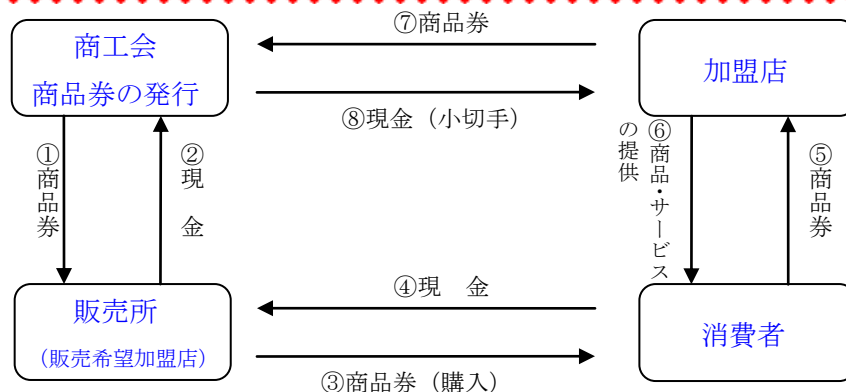 ⑦商品券
商工会
商品券の発行
加盟店
⑧現金（小切手）
①商品券
②現　金
⑥商品・サービス
の提供
⑤商品券
④現　金
販売所
（販売希望加盟店）
消費者
③商品券（購入）